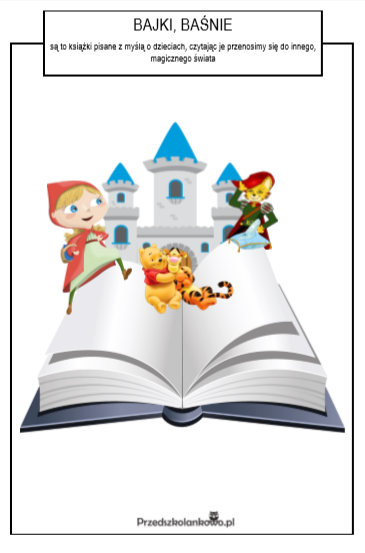 BAJKI, BAŚNIE
są to książki pisane z myślą o dzieciach, czytając je przenosimy się do innego,
magicznego świata
Przedszkolankowo.pl